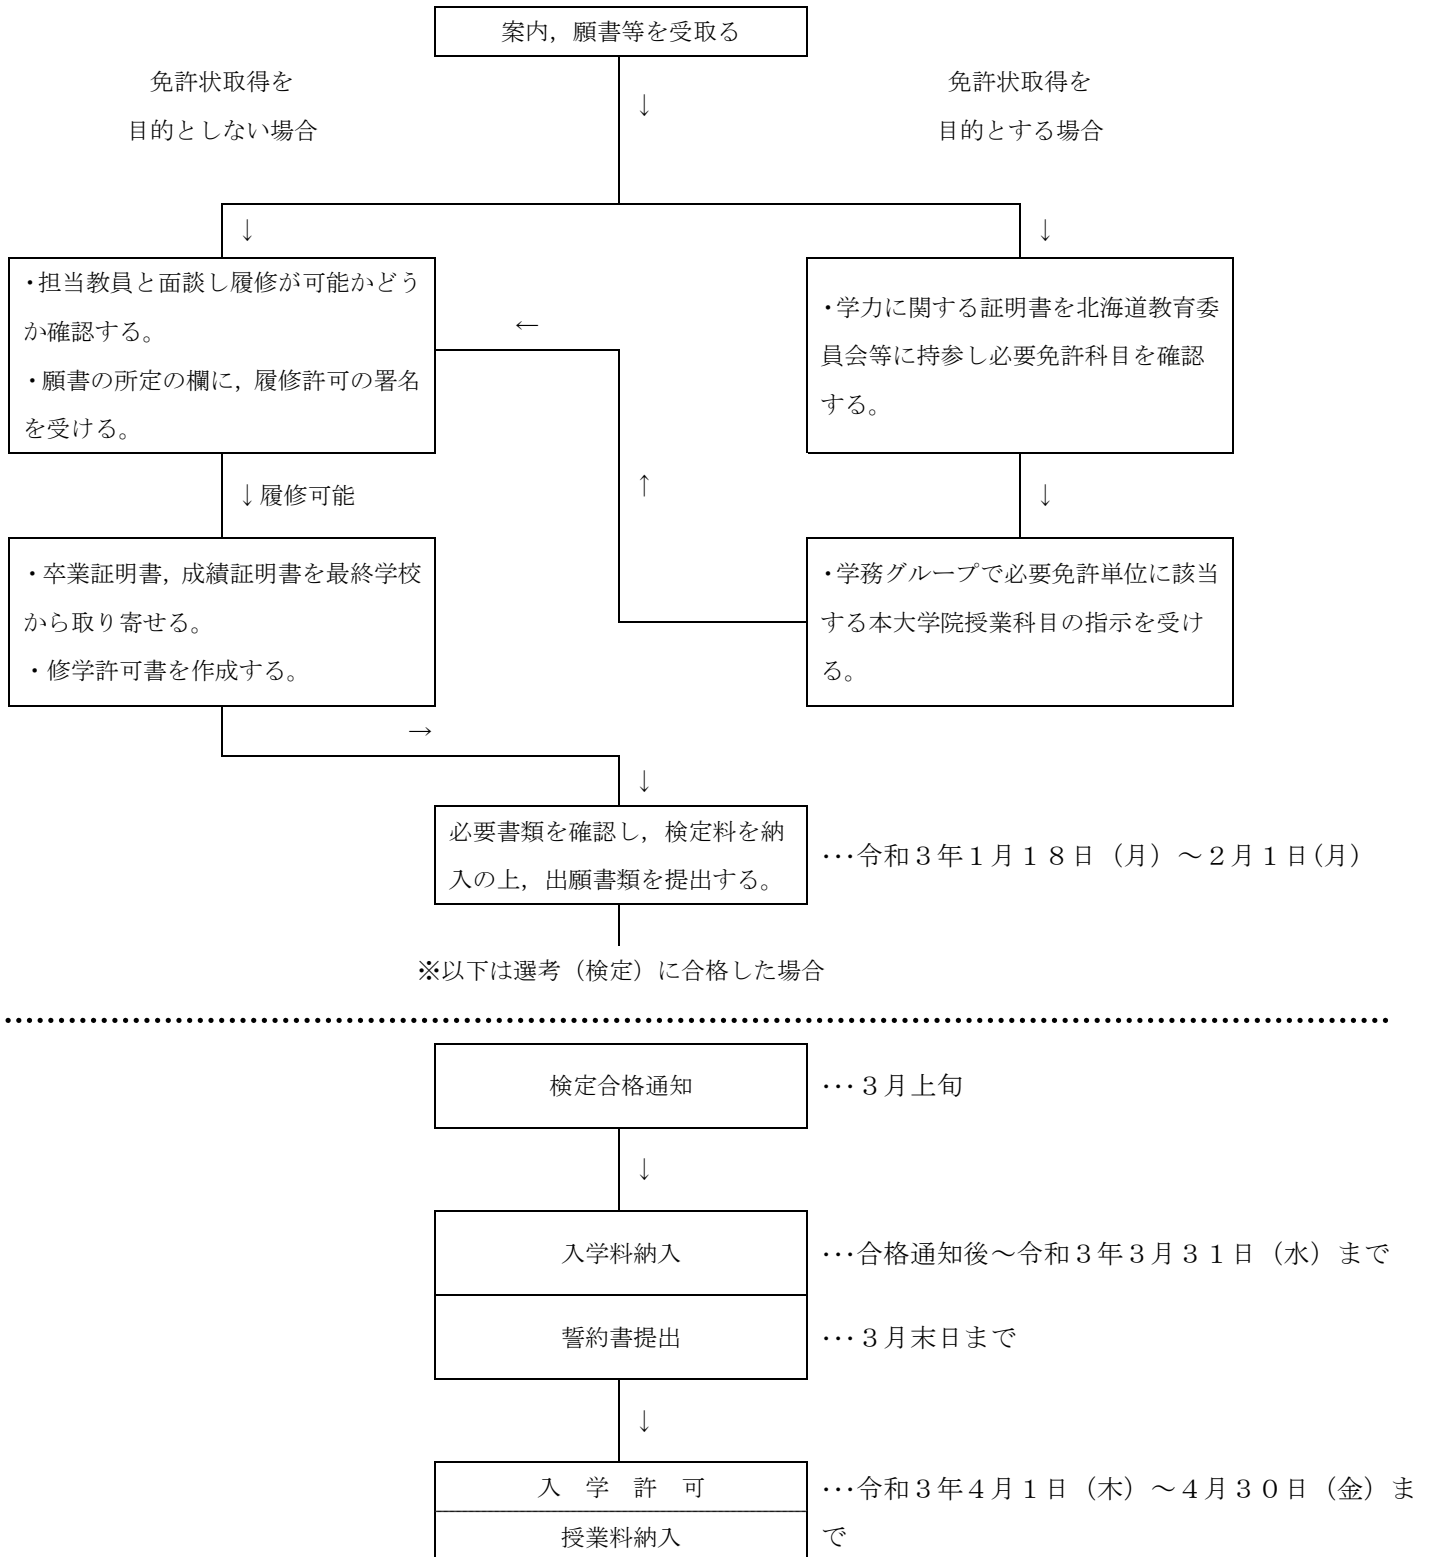 案内，願書等を受取る
免許状取得を
目的としない場合
免許状取得を
目的とする場合
↓
↓
↓
・担当教員と面談し履修が可能かどう
か確認する。
・願書の所定の欄に，履修許可の署名
を受ける。
←
・学力に関する証明書を北海道教育委
員会等に持参し必要免許科目を確認
する。
↓履修可能
↑
↓
・卒業証明書，成績証明書を最終学校
から取り寄せる。
・修学許可書を作成する。
・学務グループで必要免許単位に該当
する本大学院授業科目の指示を受け
る。
→
↓
必要書類を確認し，検定料を納
入の上，出願書類を提出する。
…令和３年１月１８日（月）～２月１日(月)
※以下は選考（検定）に合格した場合
検定合格通知
…３月上旬
↓
入学料納入
…合格通知後～令和３年３月３１日（水）まで
誓約書提出
…３月末日まで
↓
入　学　許　可
授業料納入
…令和３年４月１日（木）～４月３０日（金）ま
で